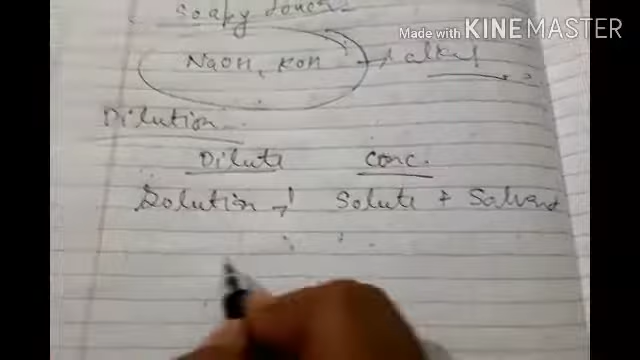 Made with KINEMASTER
Soapy touch
NaOH, KOH → alkali
Dilution
Dilute Conc.
Solution → Solute + Solvent